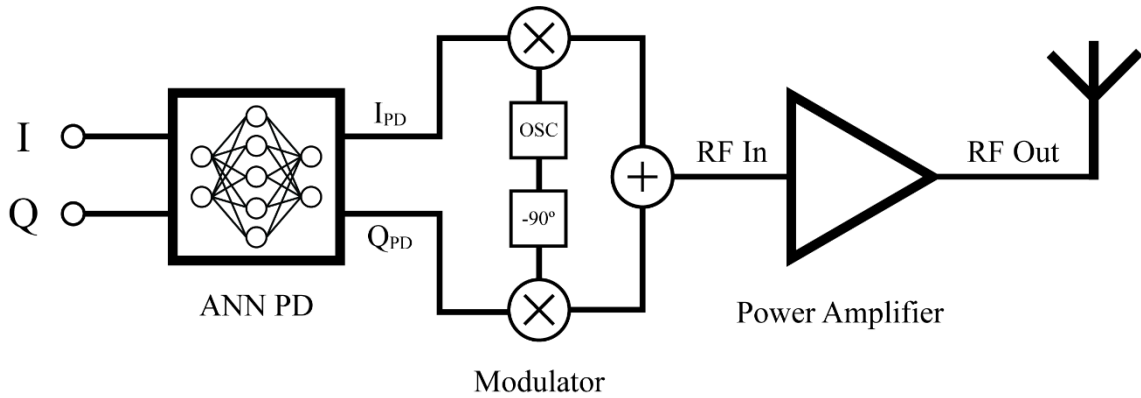 I
Q
ANN PD
I_PD
Q_PD
OSC
-90º
Modulator
+
RF In
Power Amplifier
RF Out